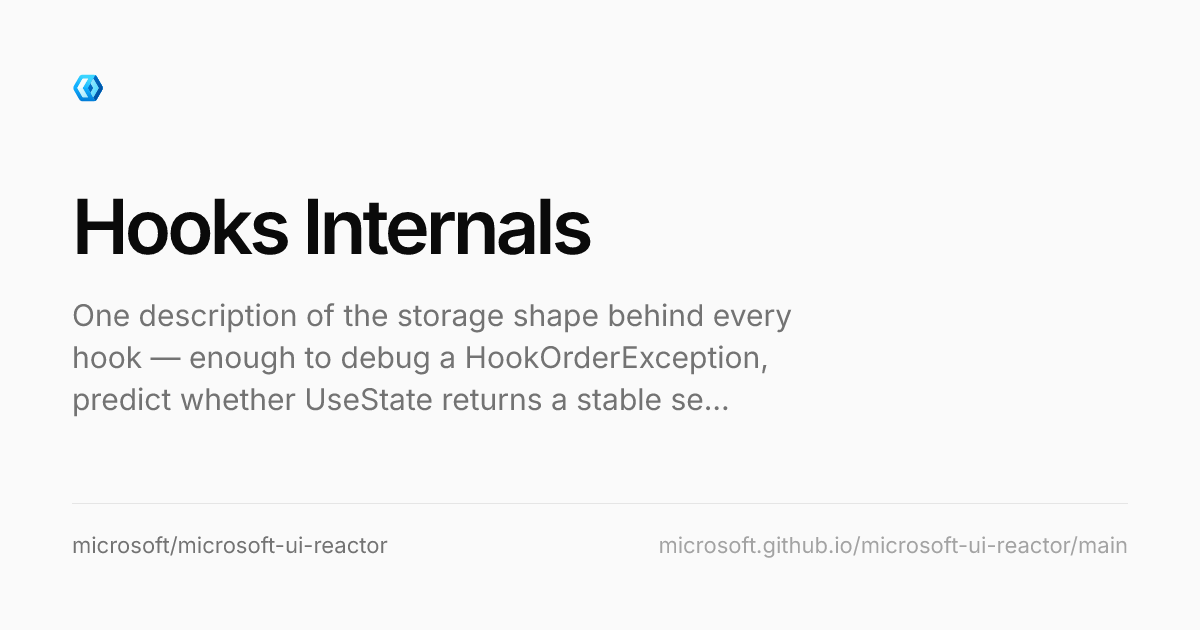 Hooks Internals
One description of the storage shape behind every
hook — enough to debug a HookOrderException,
predict whether UseState returns a stable se...
microsoft/microsoft-ui-reactor
microsoft.github.io/microsoft-ui-reactor/main